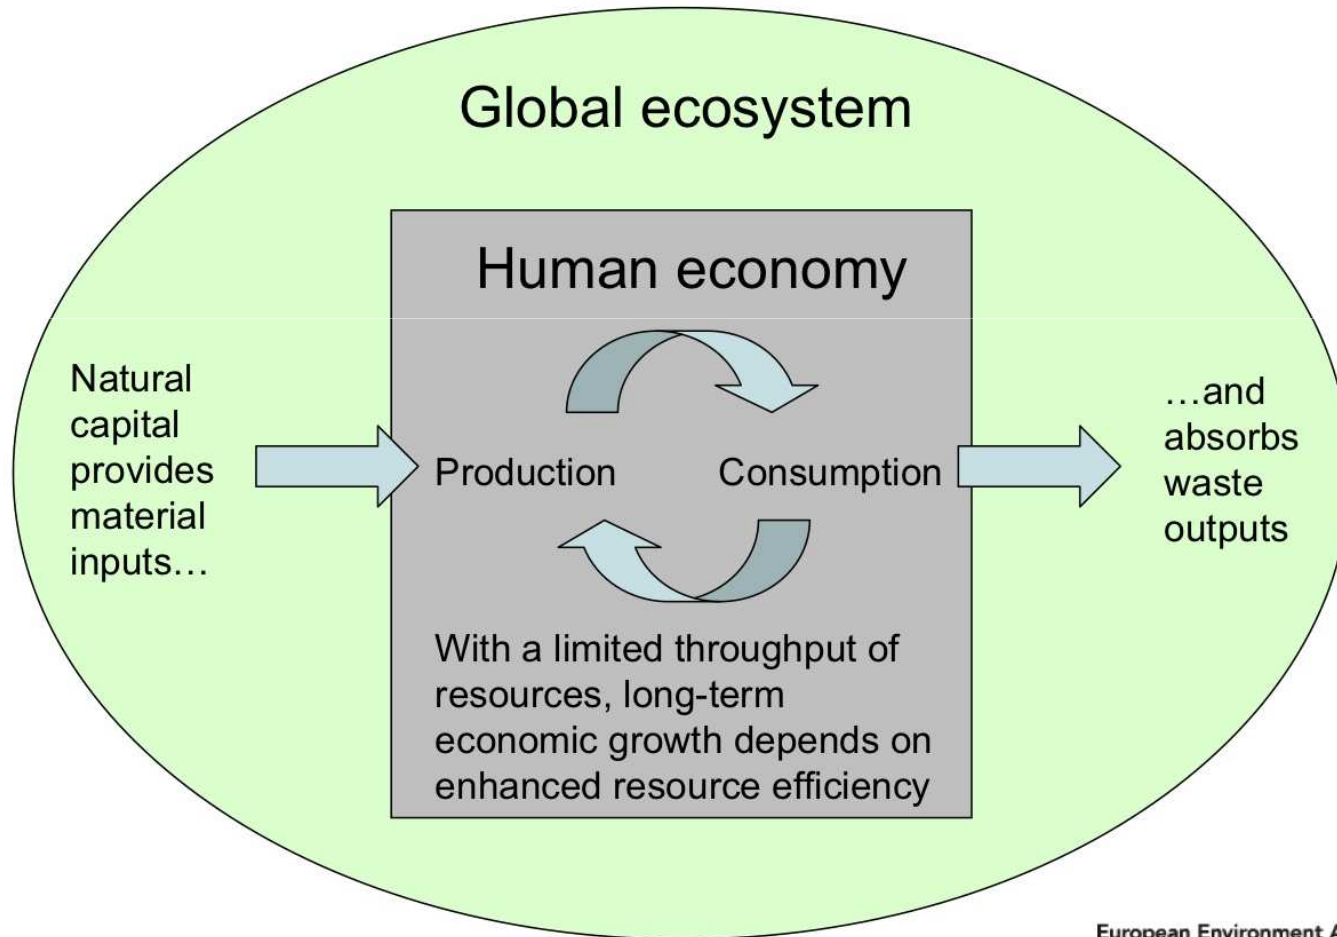 Global ecosystem
Human economy
Natural
capital
provides
material
inputs…
Production
Consumption
…and
absorbs
waste
outputs
With a limited throughput of
resources, long-term
economic growth depends on
enhanced resource efficiency
European Environment